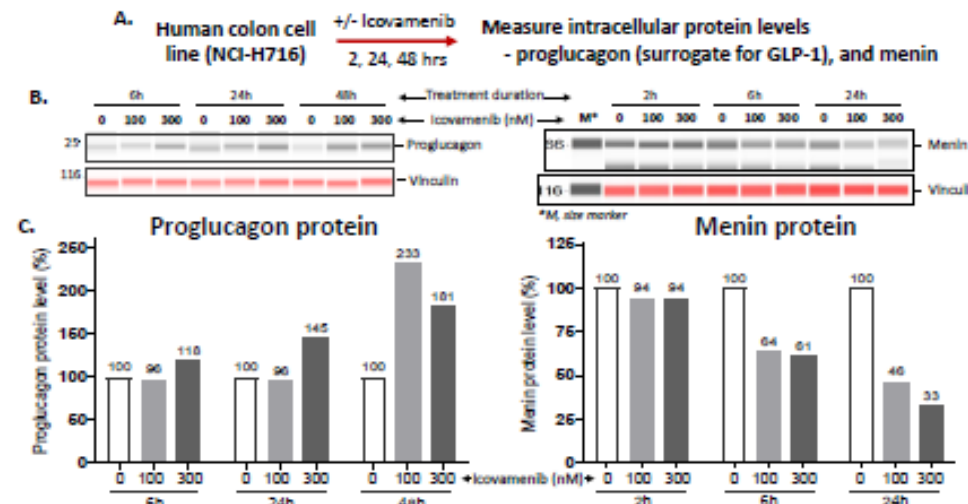 A.
Human colon cell line (NCI-H716)
+/- Icovamenib
2, 24, 48 hrs
Measure intracellular protein levels
- proglucagon (surrogate for GLP-1), and menin
B.
6h 24h 48h ◄Treatment duration► 2h 6h 24h
0 100 300 0 100 300 0 100 300 ◄Icovamenib (nM)► M* 0 100 300 0 100 300 0 100 300
Proglucagon
Menin
116
Vinculin
116
Vincul
*M, size marker
C.
Proglucagon protein
Proglucagon protein level (%)
0
50
100
150
200
250
100 96 118 100 96 145 100 233 181
0 100 300 0 100 300 0 100 300 ◄Icovamenib (nM)►
6h 24h 48h
Menin protein
Menin protein level (%)
0
25
50
75
100
125
100 94 94 100 64 61 100 46 33
0 100 300 0 100 300 0 100 300
2h 6h 24h